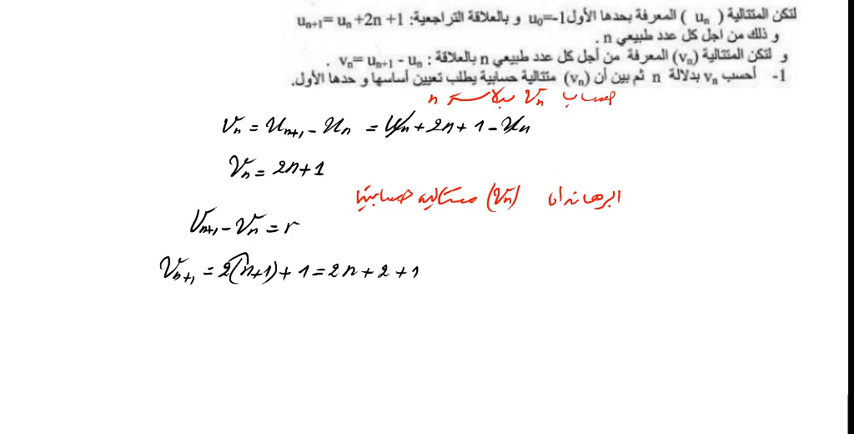 لتكن المتتالية ( uₙ ) المعرفة بحدها الأول u₀=-1 و بالعلاقة التراجعية: uₙ₊₁= uₙ +2n +1
و ذلك من اجل كل عدد طبيعي n .
و لتكن المتتالية (vₙ) المعرفة من أجل كل عدد طبيعي n بالعلاقة : vₙ= uₙ₊₁ - uₙ .
1- أحسب vₙ بدلالة n ثم بين أن (vₙ) متتالية حسابية يطلب تعيين أساسها و حدها الأول.
حساب Vₙ بدلالة n
Vₙ = Uₙ₊₁ - Uₙ = Uₙ + 2n + 1 - Uₙ
Vₙ = 2n+1
البرهان أن (Vₙ) متتالية حسابية
Vₙ₊₁ - Vₙ = r
Vₙ₊₁ = 2(n+1) + 1 = 2n + 2 + 1